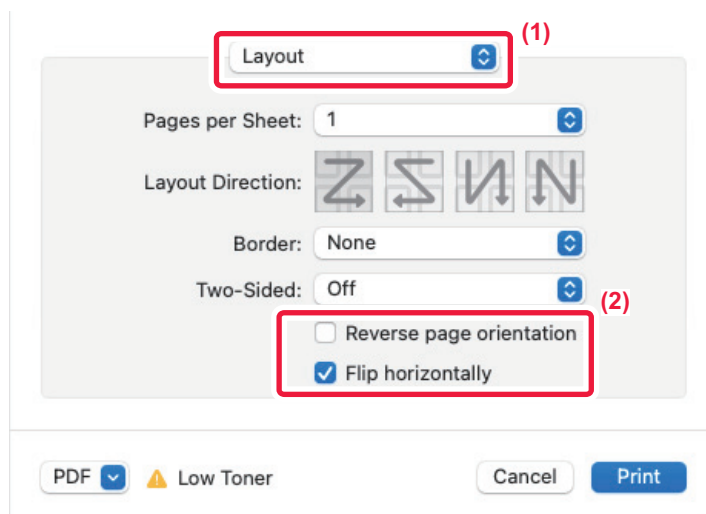 (1)
Layout
Pages per Sheet: 1
Layout Direction:
Border: None
Two-Sided: Off
(2)
Reverse page orientation
Flip horizontally
PDF Low Toner Cancel Print